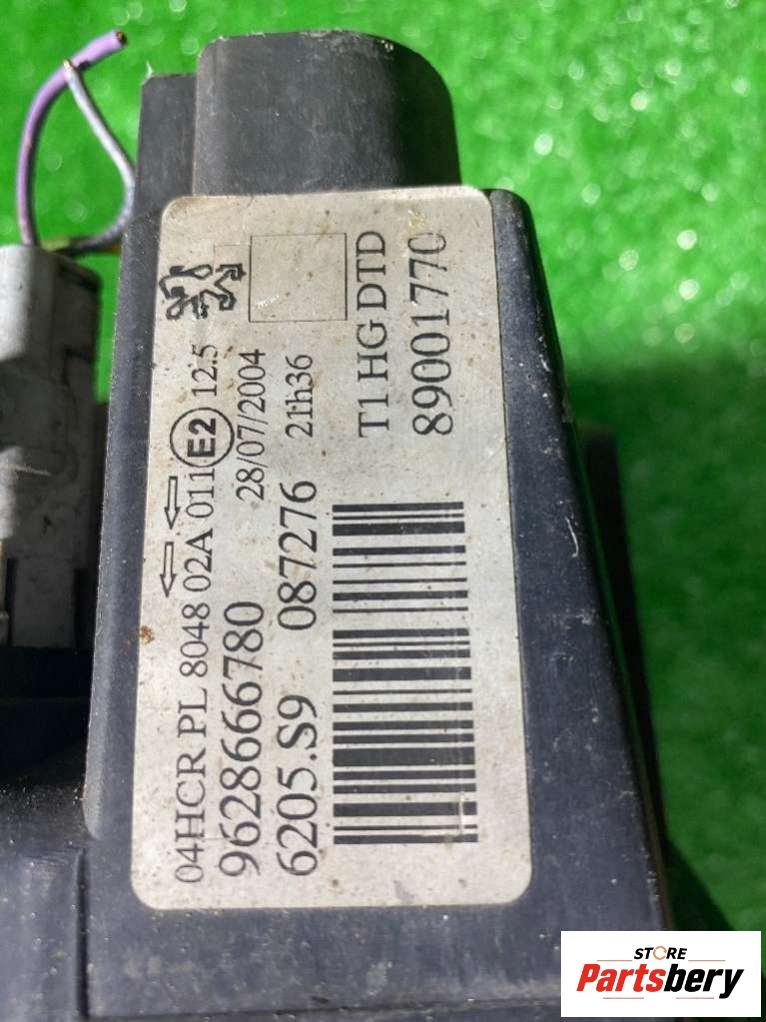 04HCR PL 8048 02A 011 E2 12.5
9628666780 28/07/2004
6205.S9 087276 21h36
T1 HG DTD
89001770
STORE
Partsbery